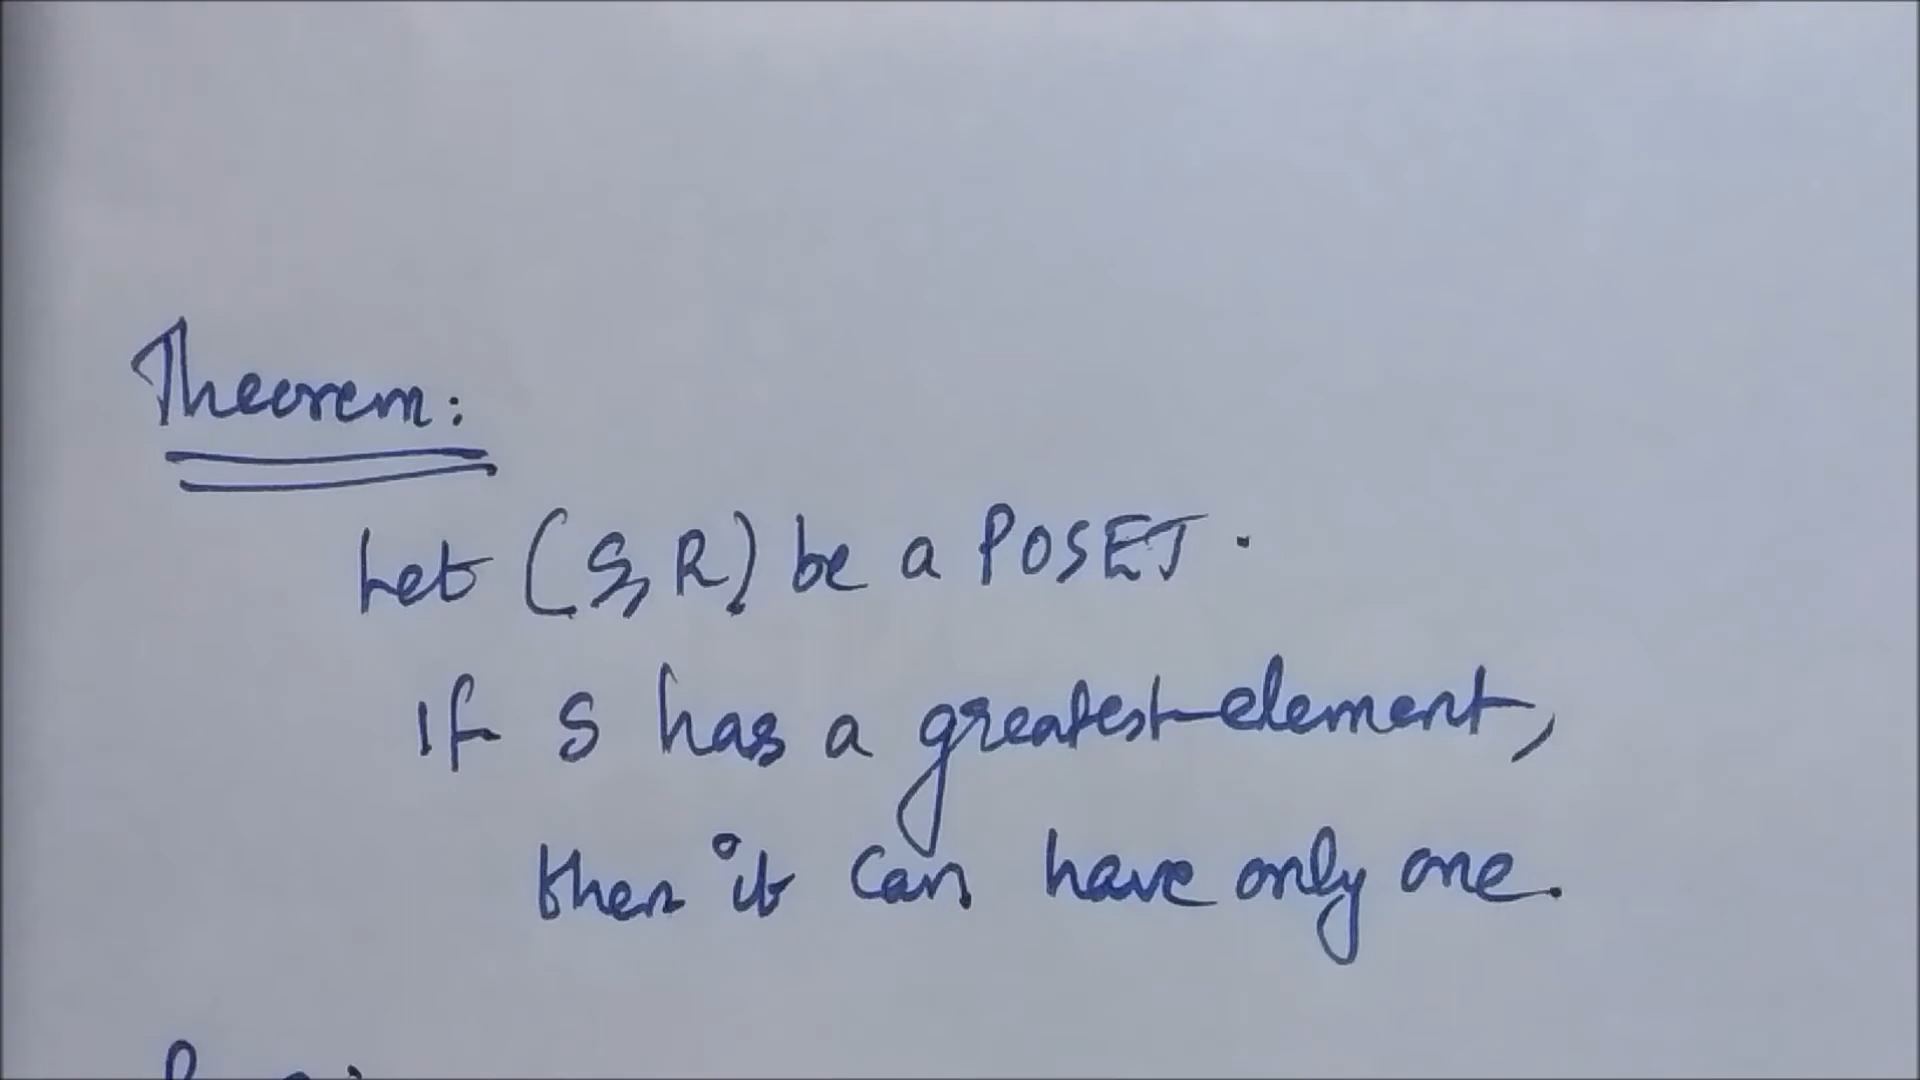 Theorem:
Let (S, R) be a POSET.
If S has a greatest element,
then it can have only one.